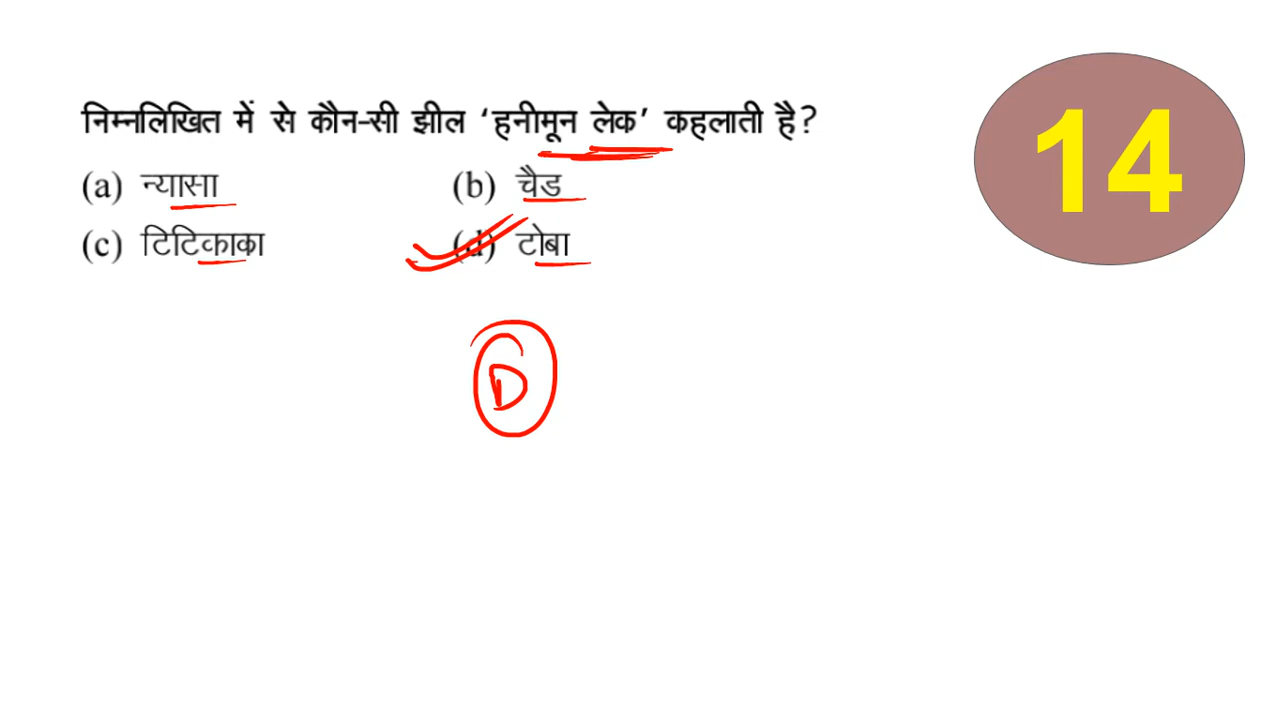 निम्नलिखित में से कौन-सी झील ‘हनीमून लेक’ कहलाती है?
(a) न्यासा (b) चैड
(c) टिटिकाका (d) टोबा
D
14